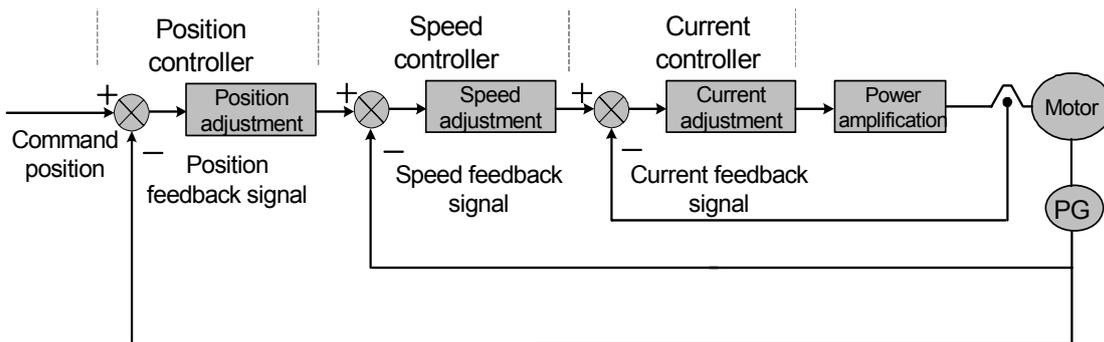 Position
controller
Speed
controller
Current
controller
+
Position
adjustment
+
Speed
adjustment
+
Current
adjustment
Power
amplification
Motor
Command
position
−
Position
feedback signal
−
Speed feedback
signal
−
Current feedback
signal
PG